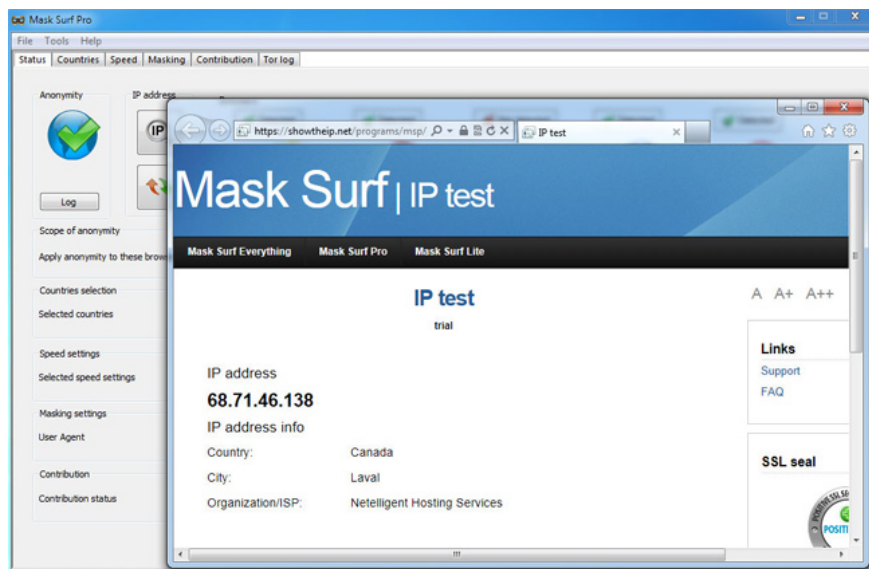 Mask Surf Pro
File Tools Help
Status Countries Speed Masking Contribution Tor log
Anonymity
IP address
IP
Log
Scope of anonymity
Apply anonymity to these brow
Countries selection
Selected countries
Speed settings
Selected speed settings
Masking settings
User Agent
Contribution
Contribution status
https://showtheip.net/programs/msp/
IP test
Mask Surf | IP test
Mask Surf Everything Mask Surf Pro Mask Surf Lite
IP test
trial
A A+ A++
IP address
68.71.46.138
IP address info
Country: Canada
City: Laval
Organization/ISP: Netelligent Hosting Services
Links
Support
FAQ
SSL seal
POSITIVESSL SE
POSITI